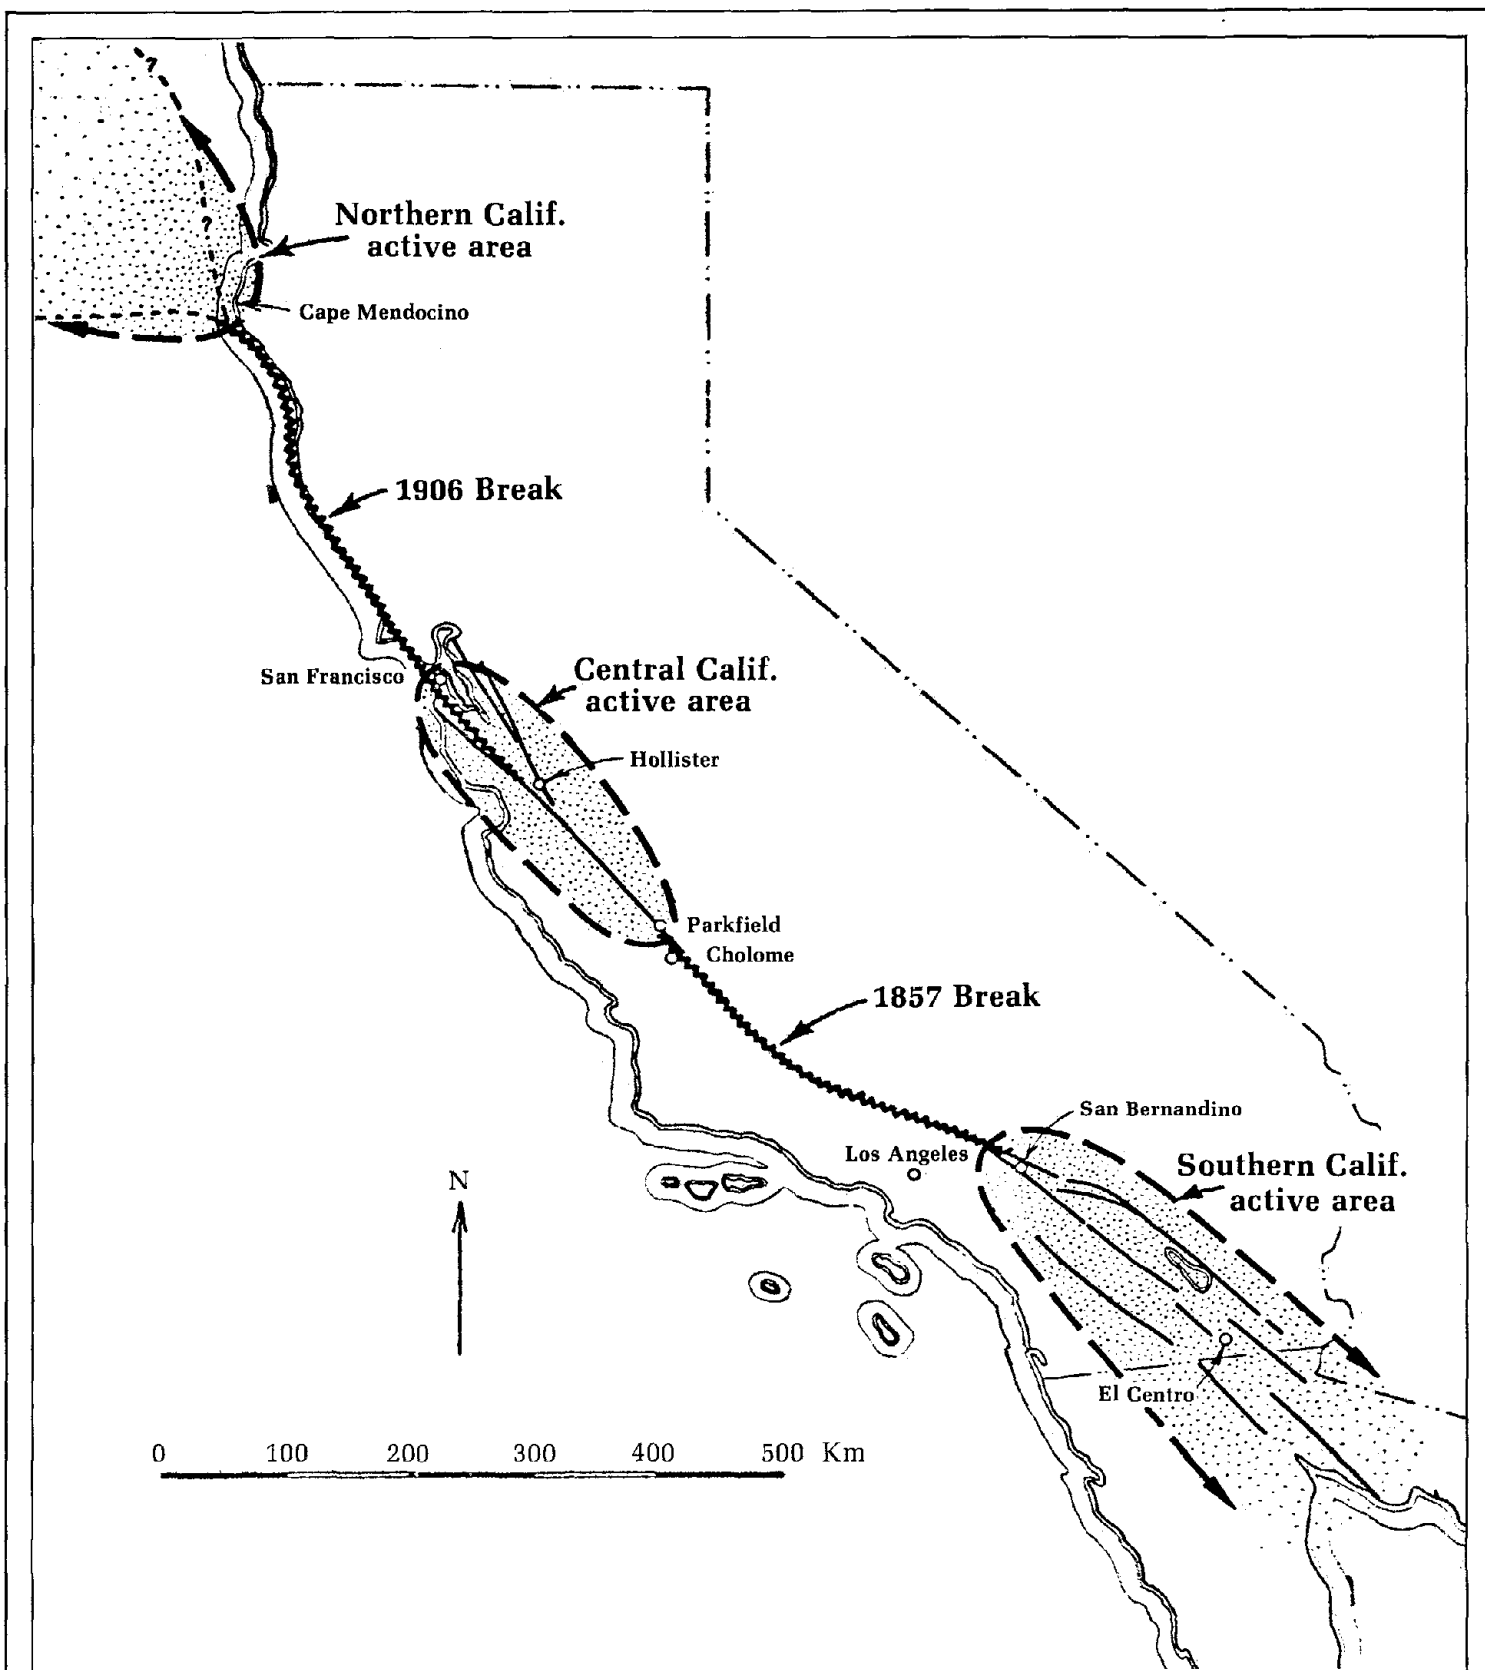 ?
?
Northern Calif.
active area
Cape Mendocino
1906 Break
San Francisco
Central Calif.
active area
Hollister
Parkfield
Cholome
1857 Break
San Bernandino
Los Angeles
Southern Calif.
active area
N
El Centro
0 100 200 300 400 500 Km